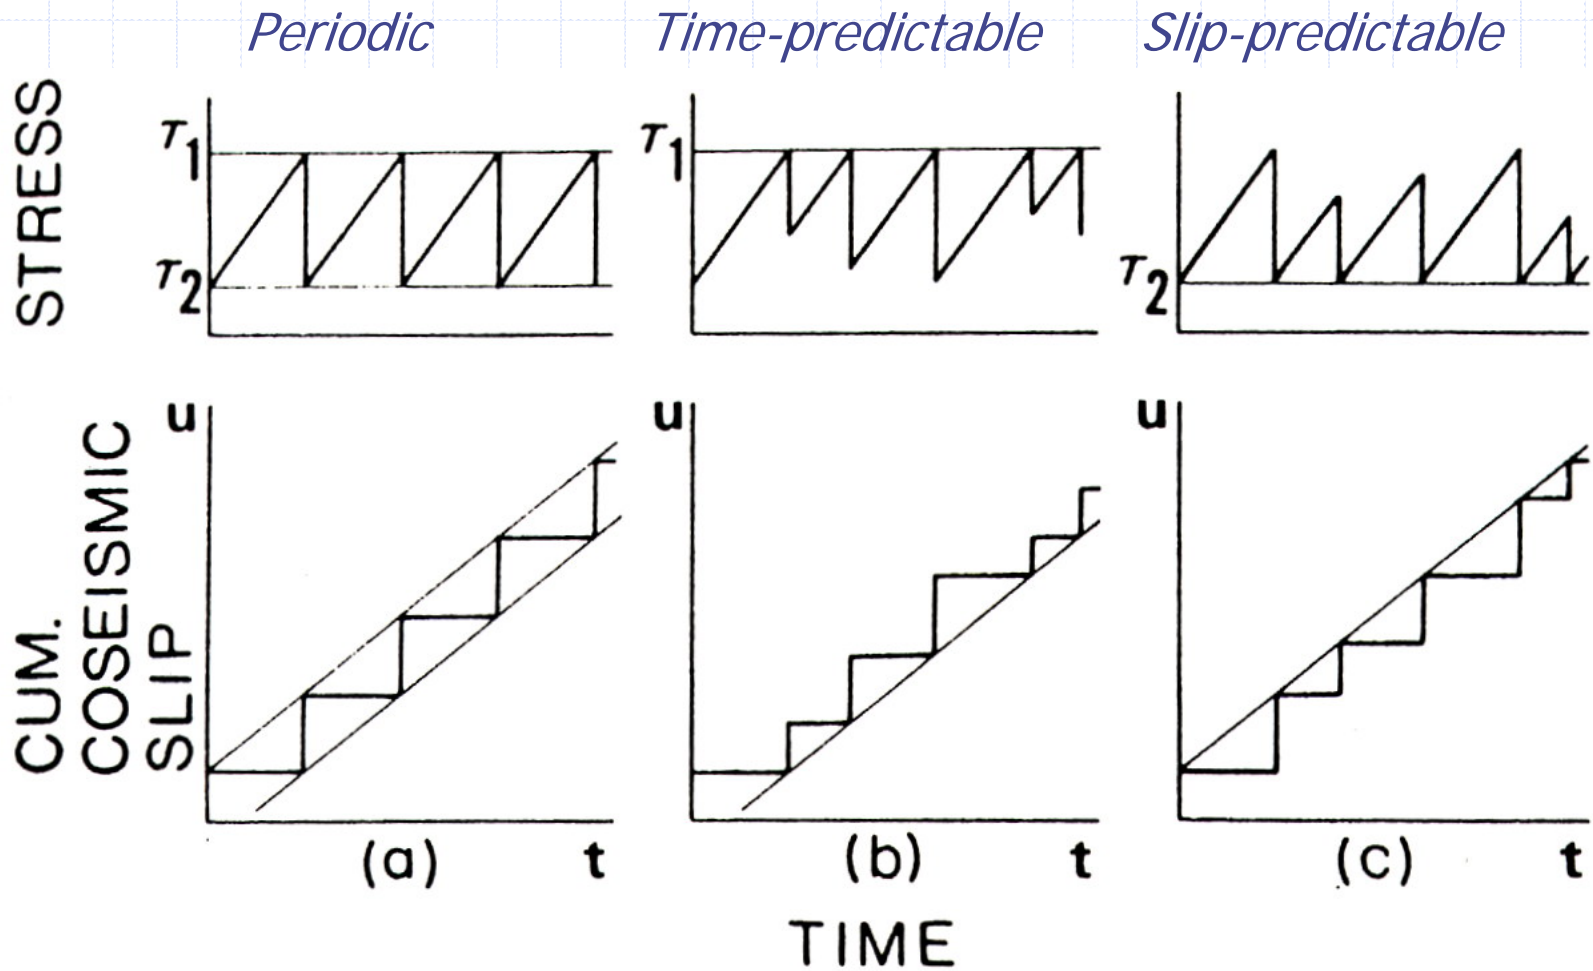 Periodic
Time-predictable
Slip-predictable
STRESS
τ1
τ2
τ1
τ2
CUM.
COSEISMIC
SLIP
u
u
u
(a)
t
(b)
t
(c)
t
TIME